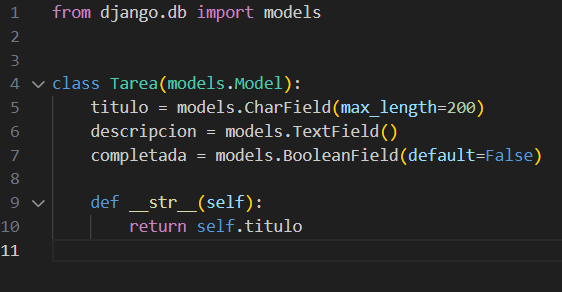 1 from django.db import models
2
3
4 class Tarea(models.Model):
5     titulo = models.CharField(max_length=200)
6     descripcion = models.TextField()
7     completada = models.BooleanField(default=False)
8
9     def __str__(self):
10         return self.titulo
11